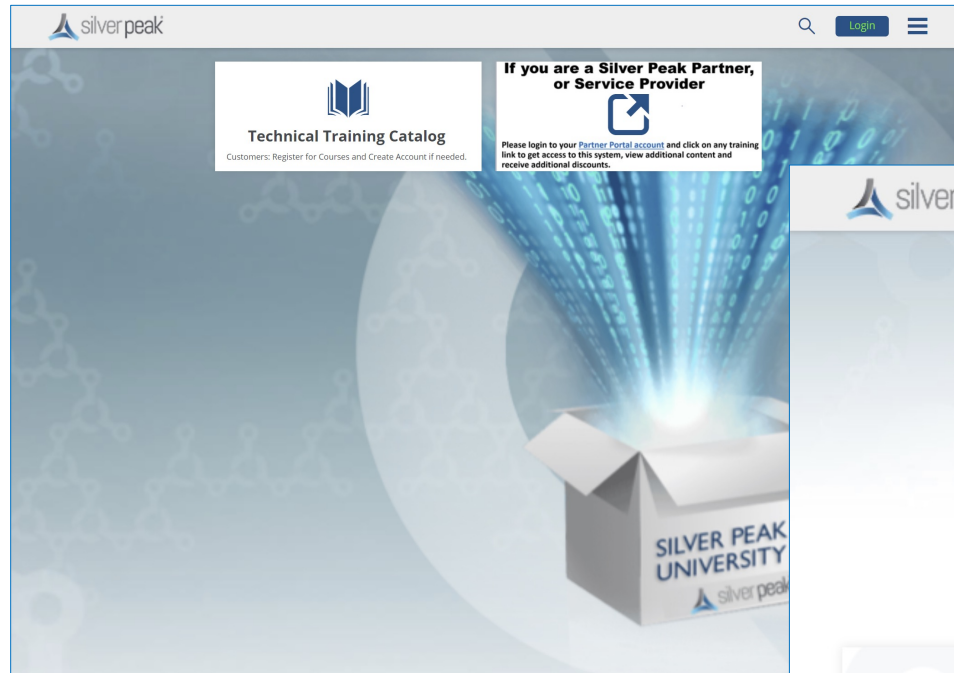 silver peak
Login
Technical Training Catalog
Customers: Register for Courses and Create Account if needed.
If you are a Silver Peak Partner,
or Service Provider
Please login to your Partner Portal account and click on any training
link to get access to this system, view additional content and
receive additional discounts.
silver
SILVER PEAK
UNIVERSITY
silver peak